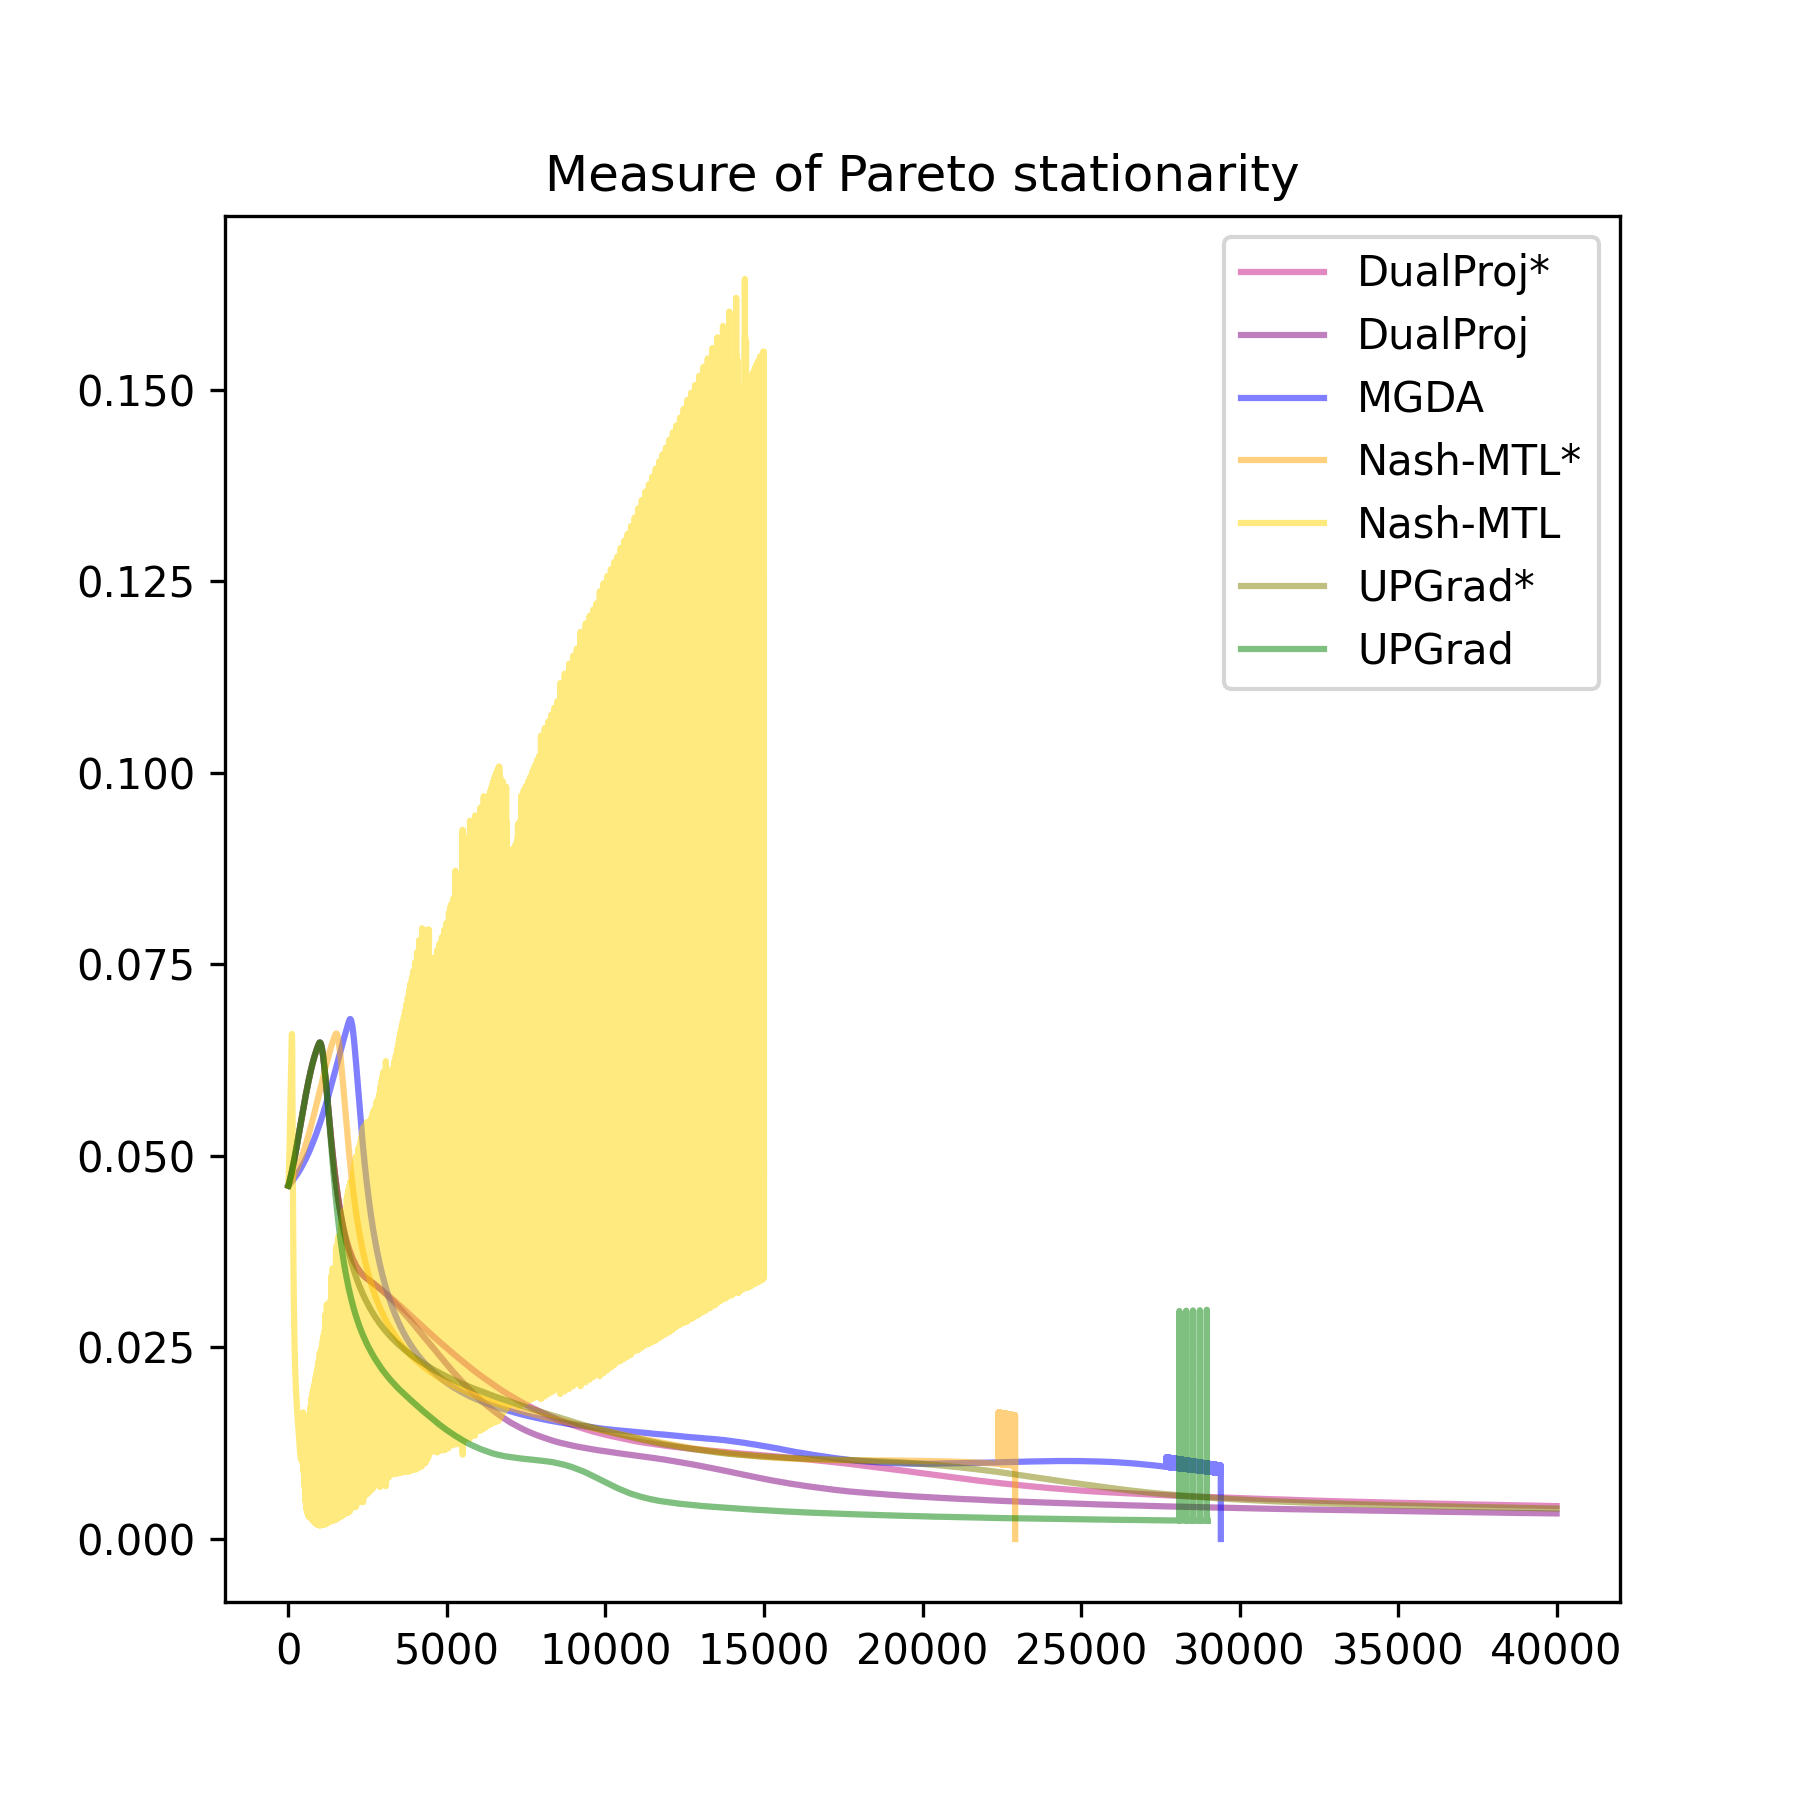 Measure of Pareto stationarity
DualProj*
DualProj
MGDA
Nash-MTL*
Nash-MTL
UPGrad*
UPGrad
0.150
0.125
0.100
0.075
0.050
0.025
0.000
0 5000 10000 15000 20000 25000 30000 35000 40000